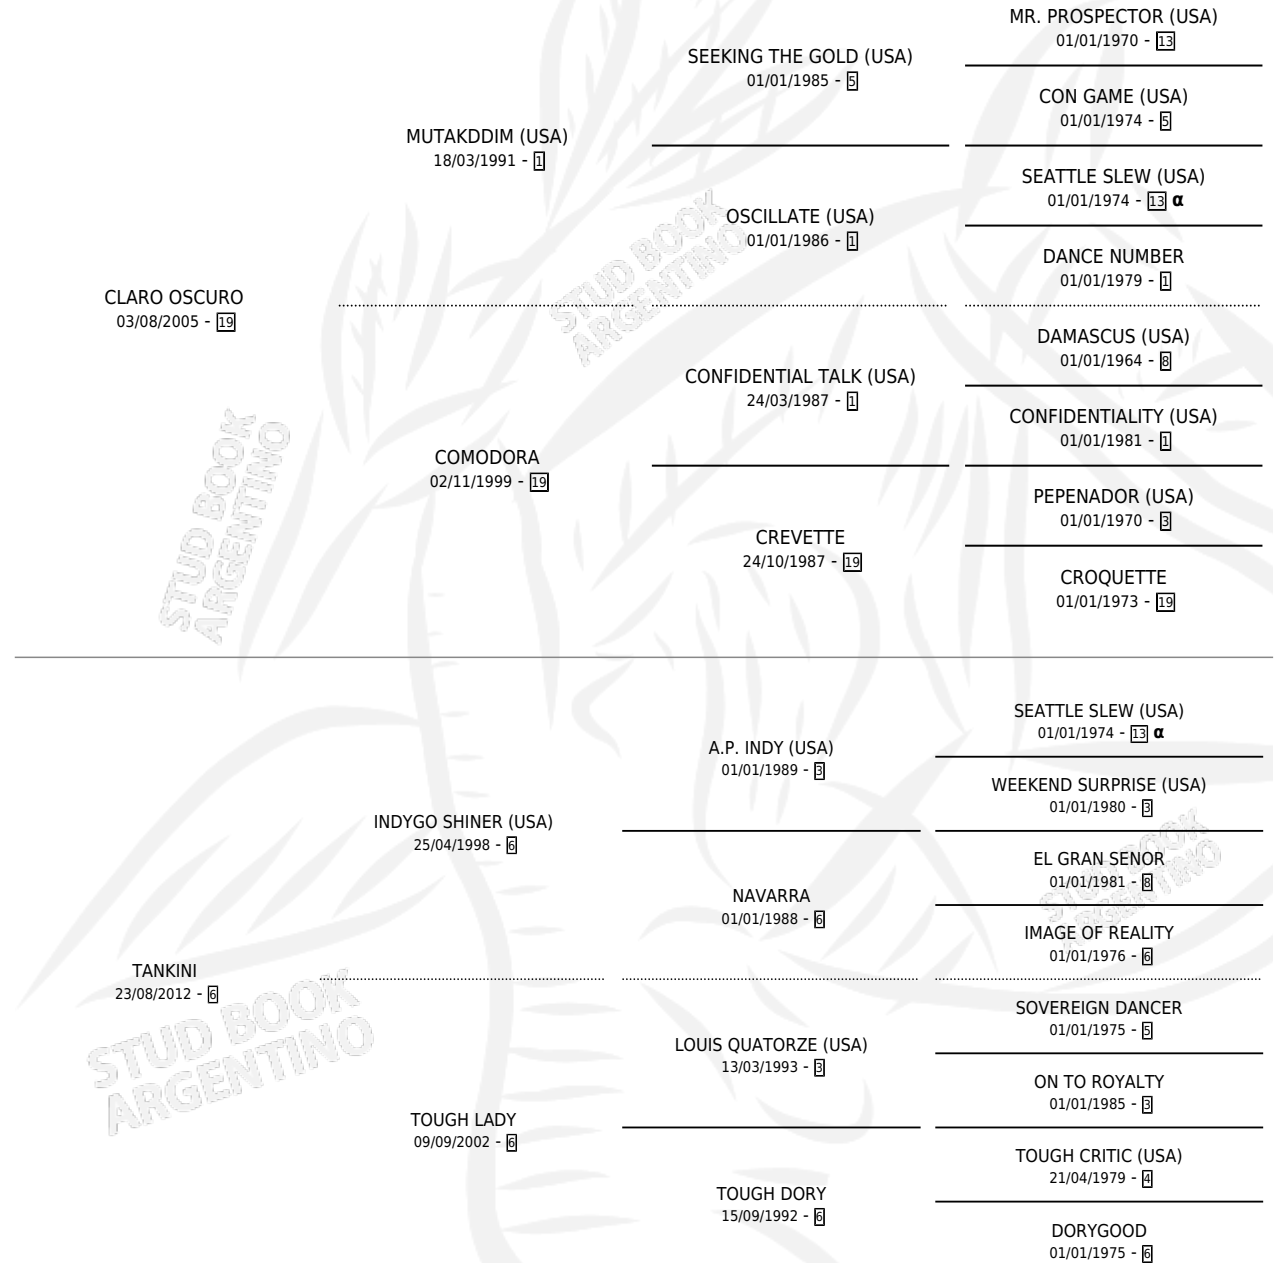 MR. PROSPECTOR (USA)
01/01/1970 - 13
SEEKING THE GOLD (USA)
01/01/1985 - 5
CON GAME (USA)
01/01/1974 - 5
MUTAKDDIM (USA)
18/03/1991 - 1
SEATTLE SLEW (USA)
01/01/1974 - 13 α
OSCILLATE (USA)
01/01/1986 - 1
DANCE NUMBER
01/01/1979 - 1
CLARO OSCURO
03/08/2005 - 19
DAMASCUS (USA)
01/01/1964 - 8
CONFIDENTIAL TALK (USA)
24/03/1987 - 1
CONFIDENTIALITY (USA)
01/01/1981 - 1
COMODORA
02/11/1999 - 19
PEPENADOR (USA)
01/01/1970 - 3
CREVETTE
24/10/1987 - 19
CROQUETTE
01/01/1973 - 19
STUD BOOK
ARGENTINO
STUD BOOK
ARGENTINO
SEATTLE SLEW (USA)
01/01/1974 - 13 α
A.P. INDY (USA)
01/01/1989 - 3
WEEKEND SURPRISE (USA)
01/01/1980 - 3
INDYGO SHINER (USA)
25/04/1998 - 6
EL GRAN SENOR
01/01/1981 - 8
NAVARRA
01/01/1988 - 6
IMAGE OF REALITY
01/01/1976 - 6
TANKINI
23/08/2012 - 6
SOVEREIGN DANCER
01/01/1975 - 5
LOUIS QUATORZE (USA)
13/03/1993 - 3
ON TO ROYALTY
01/01/1985 - 3
TOUGH LADY
09/09/2002 - 6
TOUGH CRITIC (USA)
21/04/1979 - 4
TOUGH DORY
15/09/1992 - 6
DORYGOOD
01/01/1975 - 6
STUD BOOK
ARGENTINO
STUD BOOK
ARGENTINO